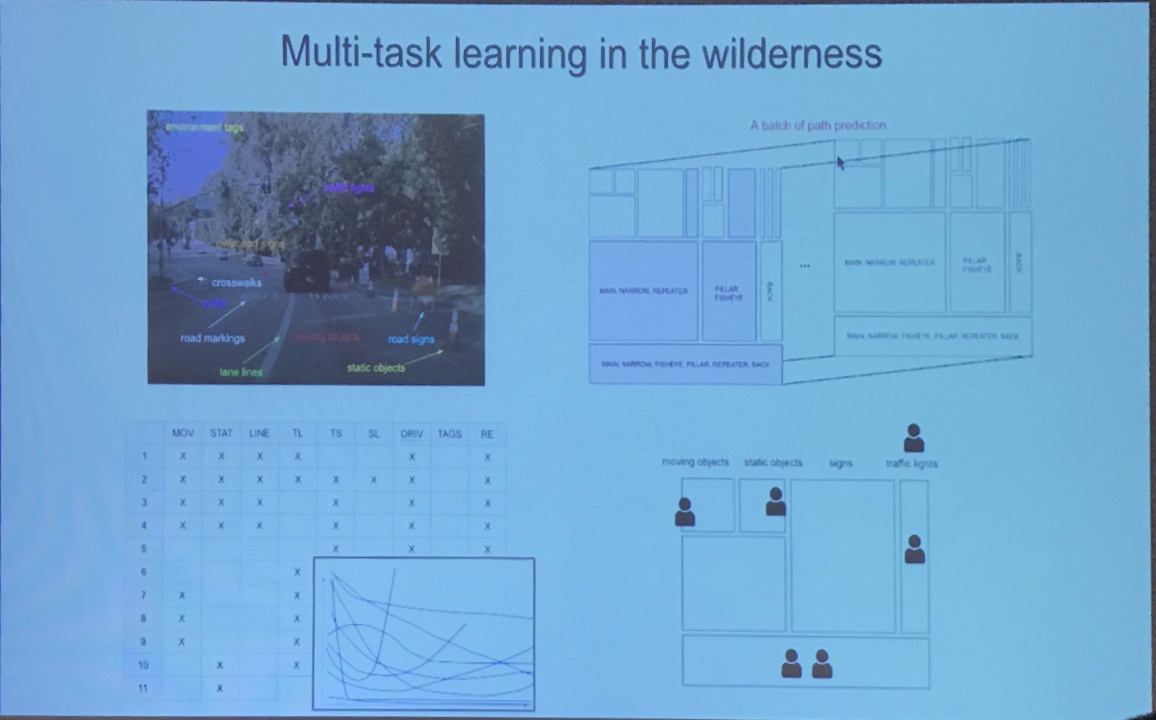 Multi-task learning in the wilderness
environment tags
traffic lights
overhead signs
crosswalks
road markings
moving objects
road signs
lane lines
static objects
A batch of path prediction
MAIN, NARROW, REPEATER
PILLAR, FISHEYE
BACK
MAIN, NARROW, FISHEYE, PILLAR, REPEATER, BACK
...
MAIN, NARROW, REPEATER
PILLAR, FISHEYE
BACK
MAIN, NARROW, FISHEYE, PILLAR, REPEATER, BACK
MOV STAT LINE TL TS SL DRIV TAGS RE
1 X X X X X X
2 X X X X X X X X
3 X X X X X X
4 X X X X X X
5 X X X
6 X
7 X X
8 X X
9 X X
10 X X
11 X
moving objects static objects signs traffic lights